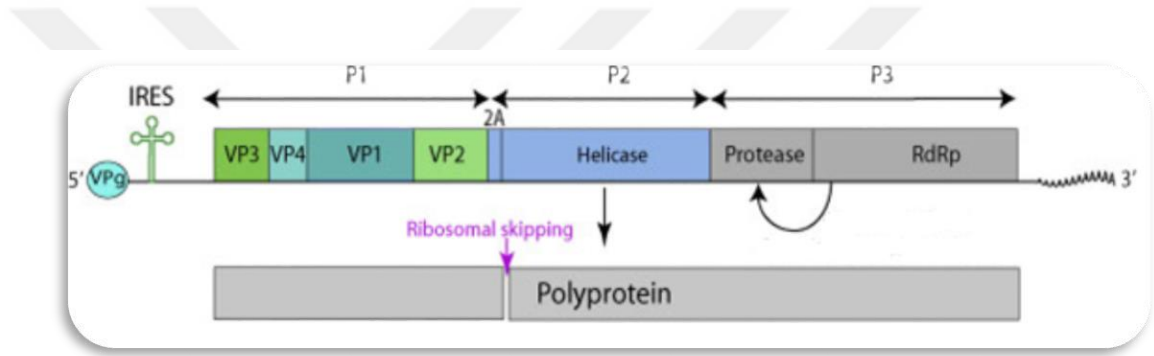 P1 P2 P3
IRES
2A
VP3 VP4 VP1 VP2 Helicase Protease RdRp
5' VPg 3'
Ribosomal skipping
Polyprotein